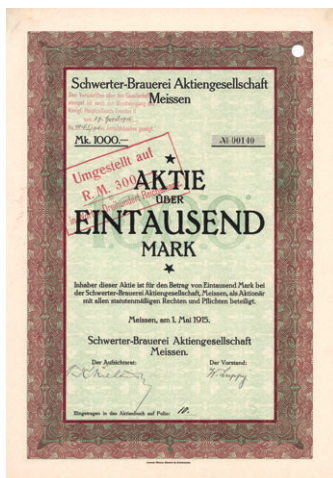 Schwerter-Brauerei Aktiengesellschaft
Meissen
Mk. 1000.—
№ 00140
Umgestellt auf
R. M. 300
AKTIE
ÜBER
EINTAUSEND
MARK
Inhaber dieser Aktie ist für den Betrag von Eintausend Mark bei
der Schwerter-Brauerei Aktiengesellschaft, Meissen, als Aktionär
mit allen statutenmäßigen Rechten und Pflichten beteiligt.
Meissen, am 1. Mai 1915.
Schwerter-Brauerei Aktiengesellschaft
Meissen.
Der Aufsichtsrat:
Der Vorstand:
Eingetragen in das Aktienbuch auf Folio: 10.